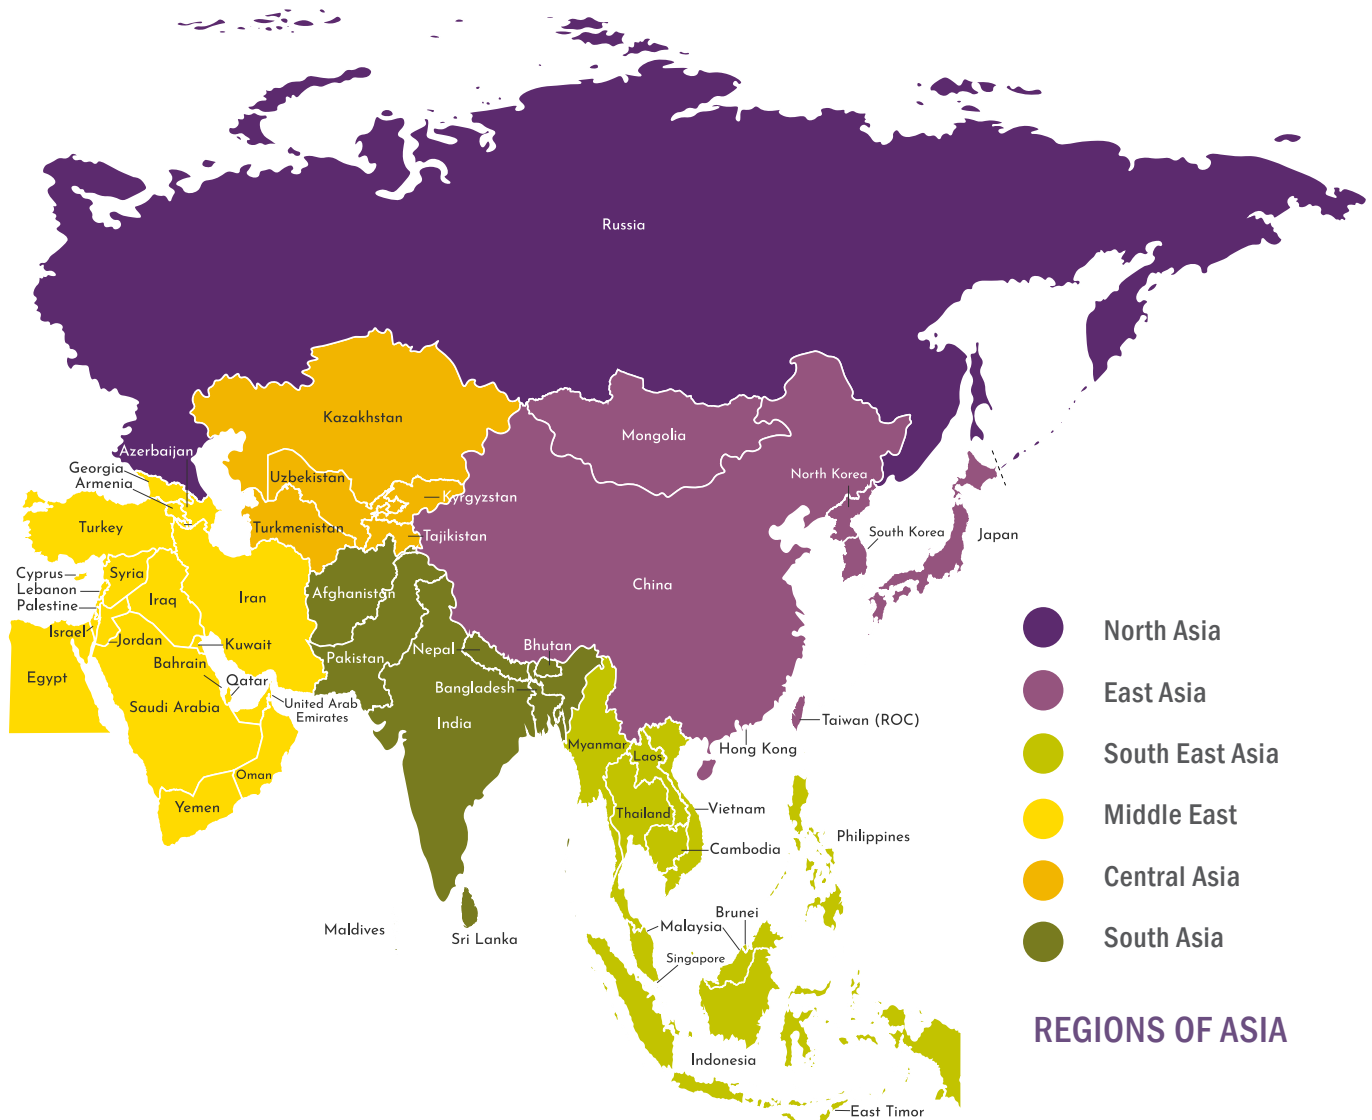 Russia
Kazakhstan
Mongolia
Azerbaijan
Georgia
Armenia
Uzbekistan
North Korea
Kyrgyzstan
Turkey
Turkmenistan
Tajikistan
South Korea
Japan
Cyprus
Syria
Lebanon
Palestine
Iraq
Iran
Afghanistan
China
Israel
Jordan
Kuwait
Pakistan
Nepal
Bhutan
Egypt
Bahrain
Qatar
Bangladesh
Saudi Arabia
United Arab
Emirates
India
Taiwan (ROC)
Myanmar
Laos
Hong Kong
Oman
Yemen
Thailand
Vietnam
Philippines
Cambodia
Maldives
Sri Lanka
Malaysia
Brunei
Singapore
Indonesia
East Timor
North Asia
East Asia
South East Asia
Middle East
Central Asia
South Asia
REGIONS OF ASIA